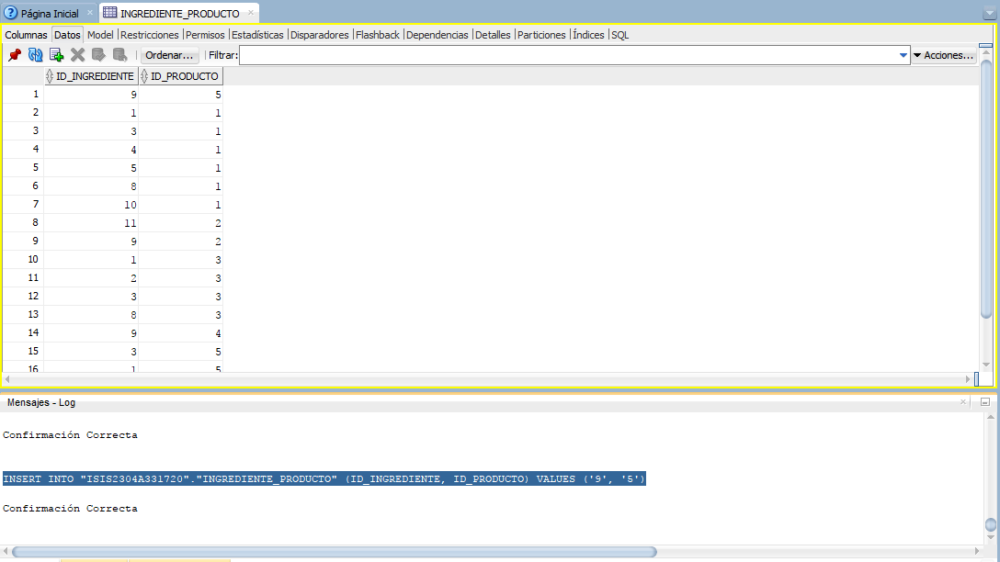 Página Inicial INGREDIENTE_PRODUCTO
Columnas Datos Model Restricciones Permisos Estadísticas Disparadores Flashback Dependencias Detalles Particiones Índices SQL
Ordenar... Filtrar: Acciones...
ID_INGREDIENTE ID_PRODUCTO
1 9 5
2 1 1
3 3 1
4 4 1
5 5 1
6 8 1
7 10 1
8 11 2
9 9 2
10 1 3
11 2 3
12 3 3
13 8 3
14 9 4
15 3 5
16 1 5
Mensajes - Log
Confirmación Correcta
INSERT INTO "ISIS2304A331720"."INGREDIENTE_PRODUCTO" (ID_INGREDIENTE, ID_PRODUCTO) VALUES ('9', '5')
Confirmación Correcta